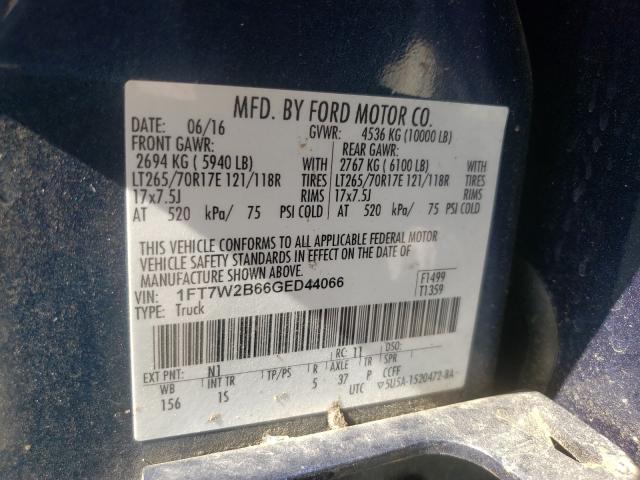 MFD. BY FORD MOTOR CO.
DATE: 06/16 GVWR: 4536 KG (10000 LB)
FRONT GAWR: REAR GAWR:
2694 KG ( 5940 LB) WITH 2767 KG ( 6100 LB) WITH
LT265/70R17E 121/118R TIRES LT265/70R17E 121/118R TIRES
17x7.5J RIMS 17x7.5J RIMS
AT 520 kPa/ 75 PSI COLD AT 520 kPa/ 75 PSI COLD
THIS VEHICLE CONFORMS TO ALL APPLICABLE FEDERAL MOTOR
VEHICLE SAFETY STANDARDS IN EFFECT ON THE DATE OF
MANUFACTURE SHOWN ABOVE.
VIN: 1FT7W2B66GED44066 F1499
TYPE: Truck T1359
EXT PNT: N1 RC: 11 DSO:
WB INT TR TP/PS R AXLE TR SPR
156 1S 5 37 P CCFF
UTC ▽5U5A-1520472-BA